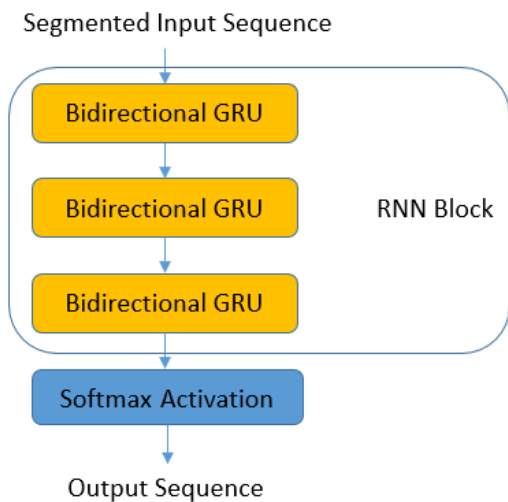 Segmented Input Sequence
Bidirectional GRU
Bidirectional GRU
RNN Block
Bidirectional GRU
Softmax Activation
Output Sequence